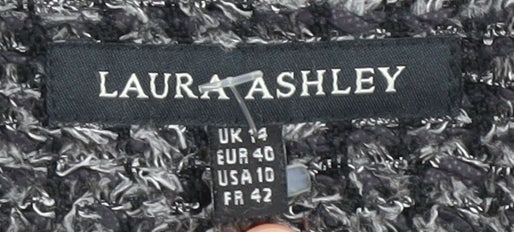 LAURA ASHLEY
UK 14
EUR 40
USA 10
FR 42